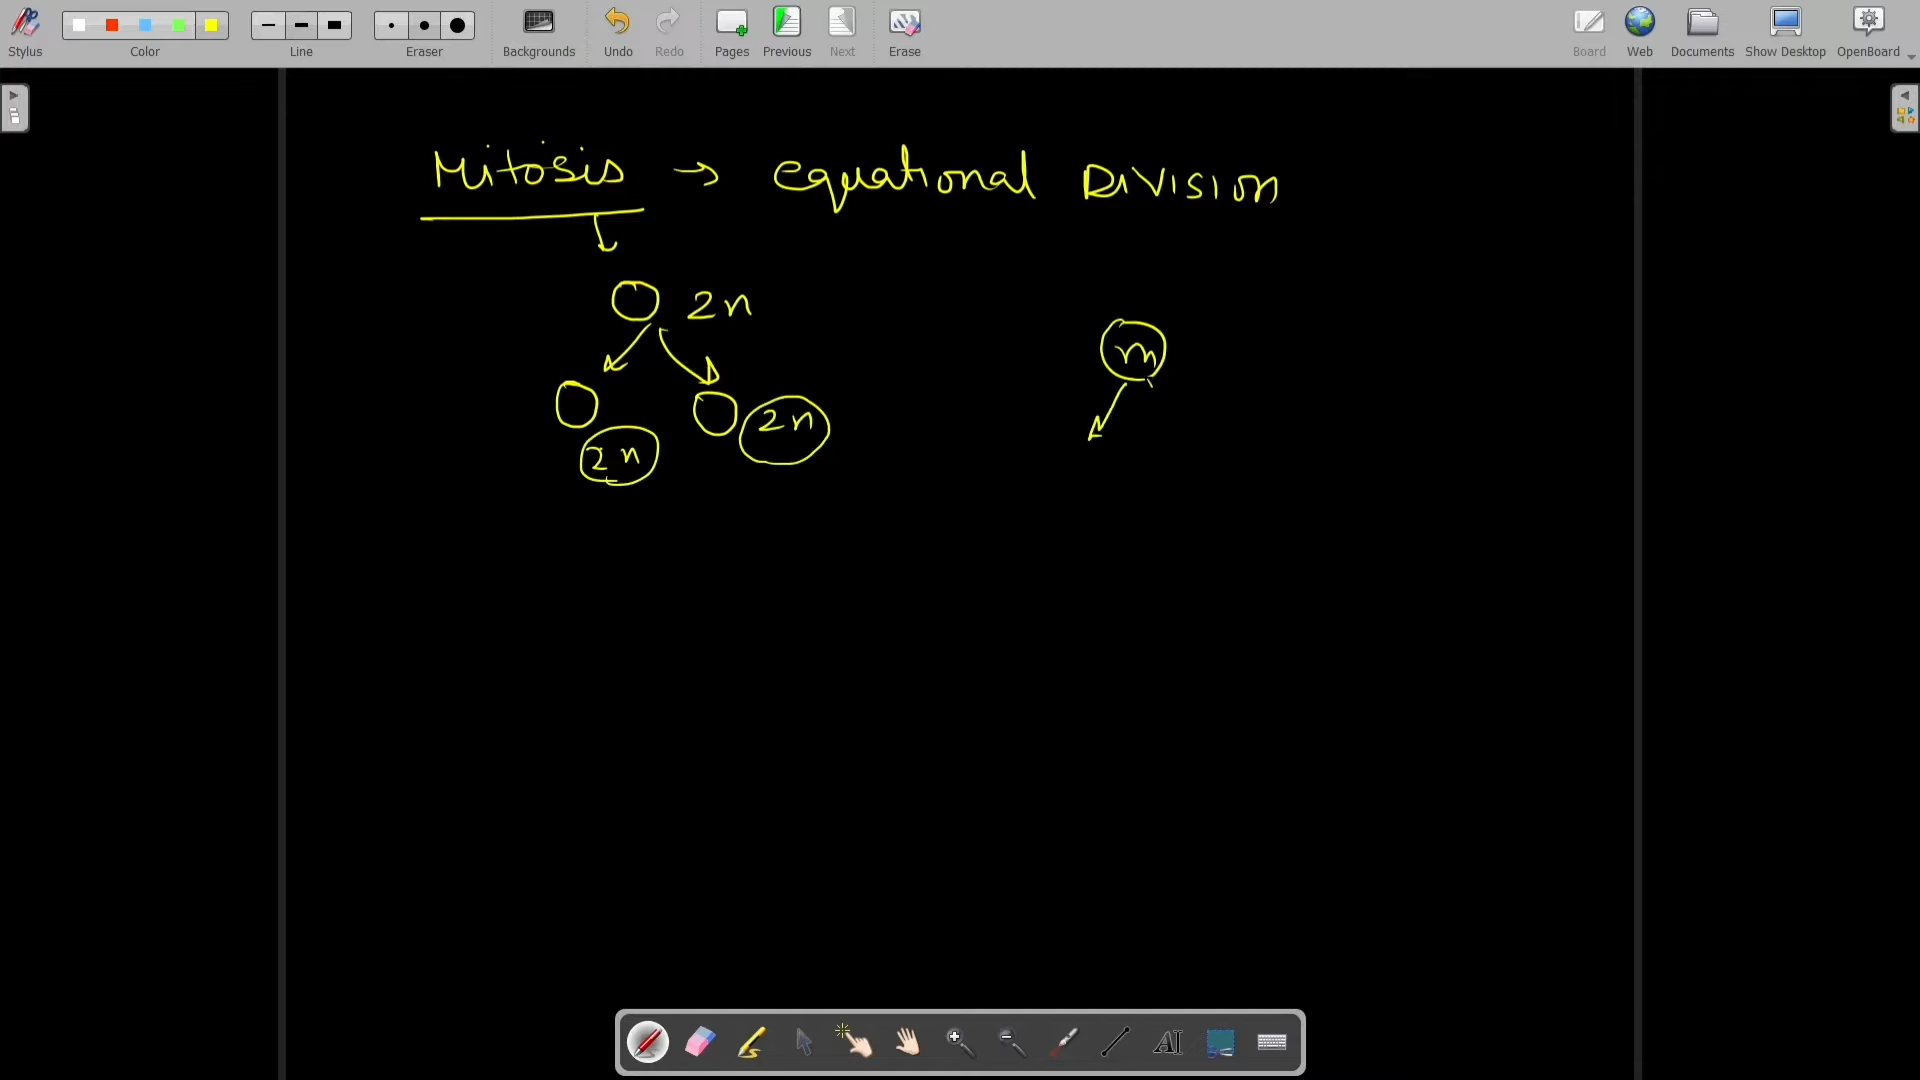 Stylus Color Line Eraser Backgrounds Undo Redo Pages Previous Next Erase Board Web Documents Show Desktop OpenBoard
Mitosis → equational DIVISION
2n
m
2n
2n
AI